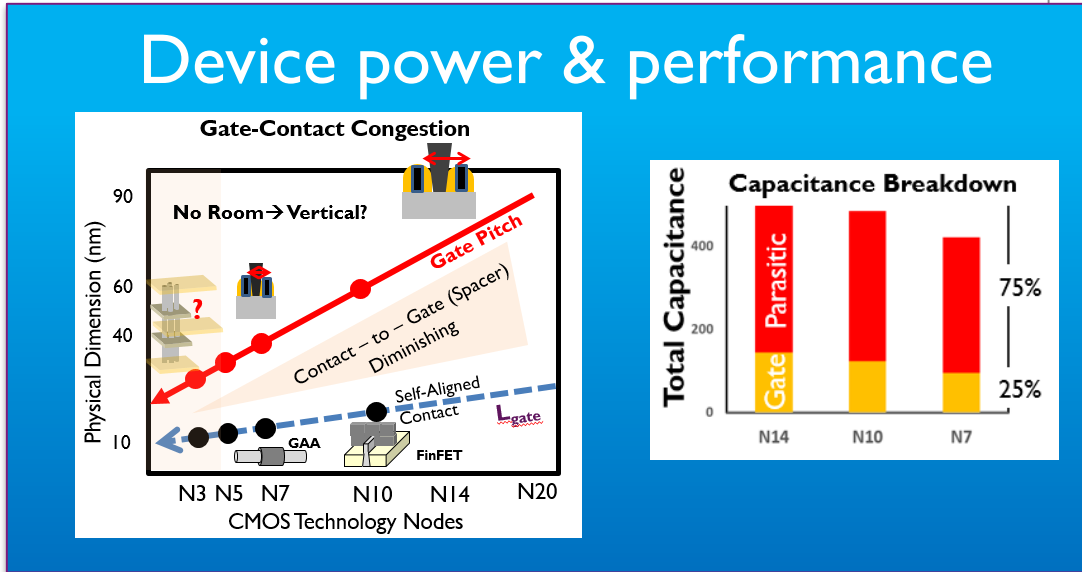 Device power & performance
Gate-Contact Congestion
90
60
40
10
Physical Dimension (nm)
No Room→Vertical?
?
Gate Pitch
Contact – to – Gate (Spacer)
Diminishing
Self-Aligned
Contact
Lgate
GAA
FinFET
N3 N5 N7 N10 N14 N20
CMOS Technology Nodes
Capacitance Breakdown
Total Capacitance
400
200
0
Parasitic
Gate
75%
25%
N14 N10 N7